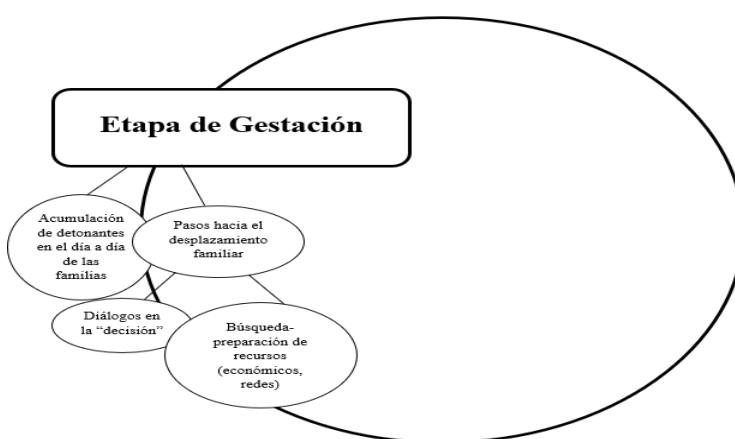 Etapa de Gestación
Acumulación
de detonantes
en el día a día
de las
familias
Pasos hacia el
desplazamiento
familiar
Diálogos en
la “decisión”
Búsqueda-
preparación de
recursos
(económicos,
redes)